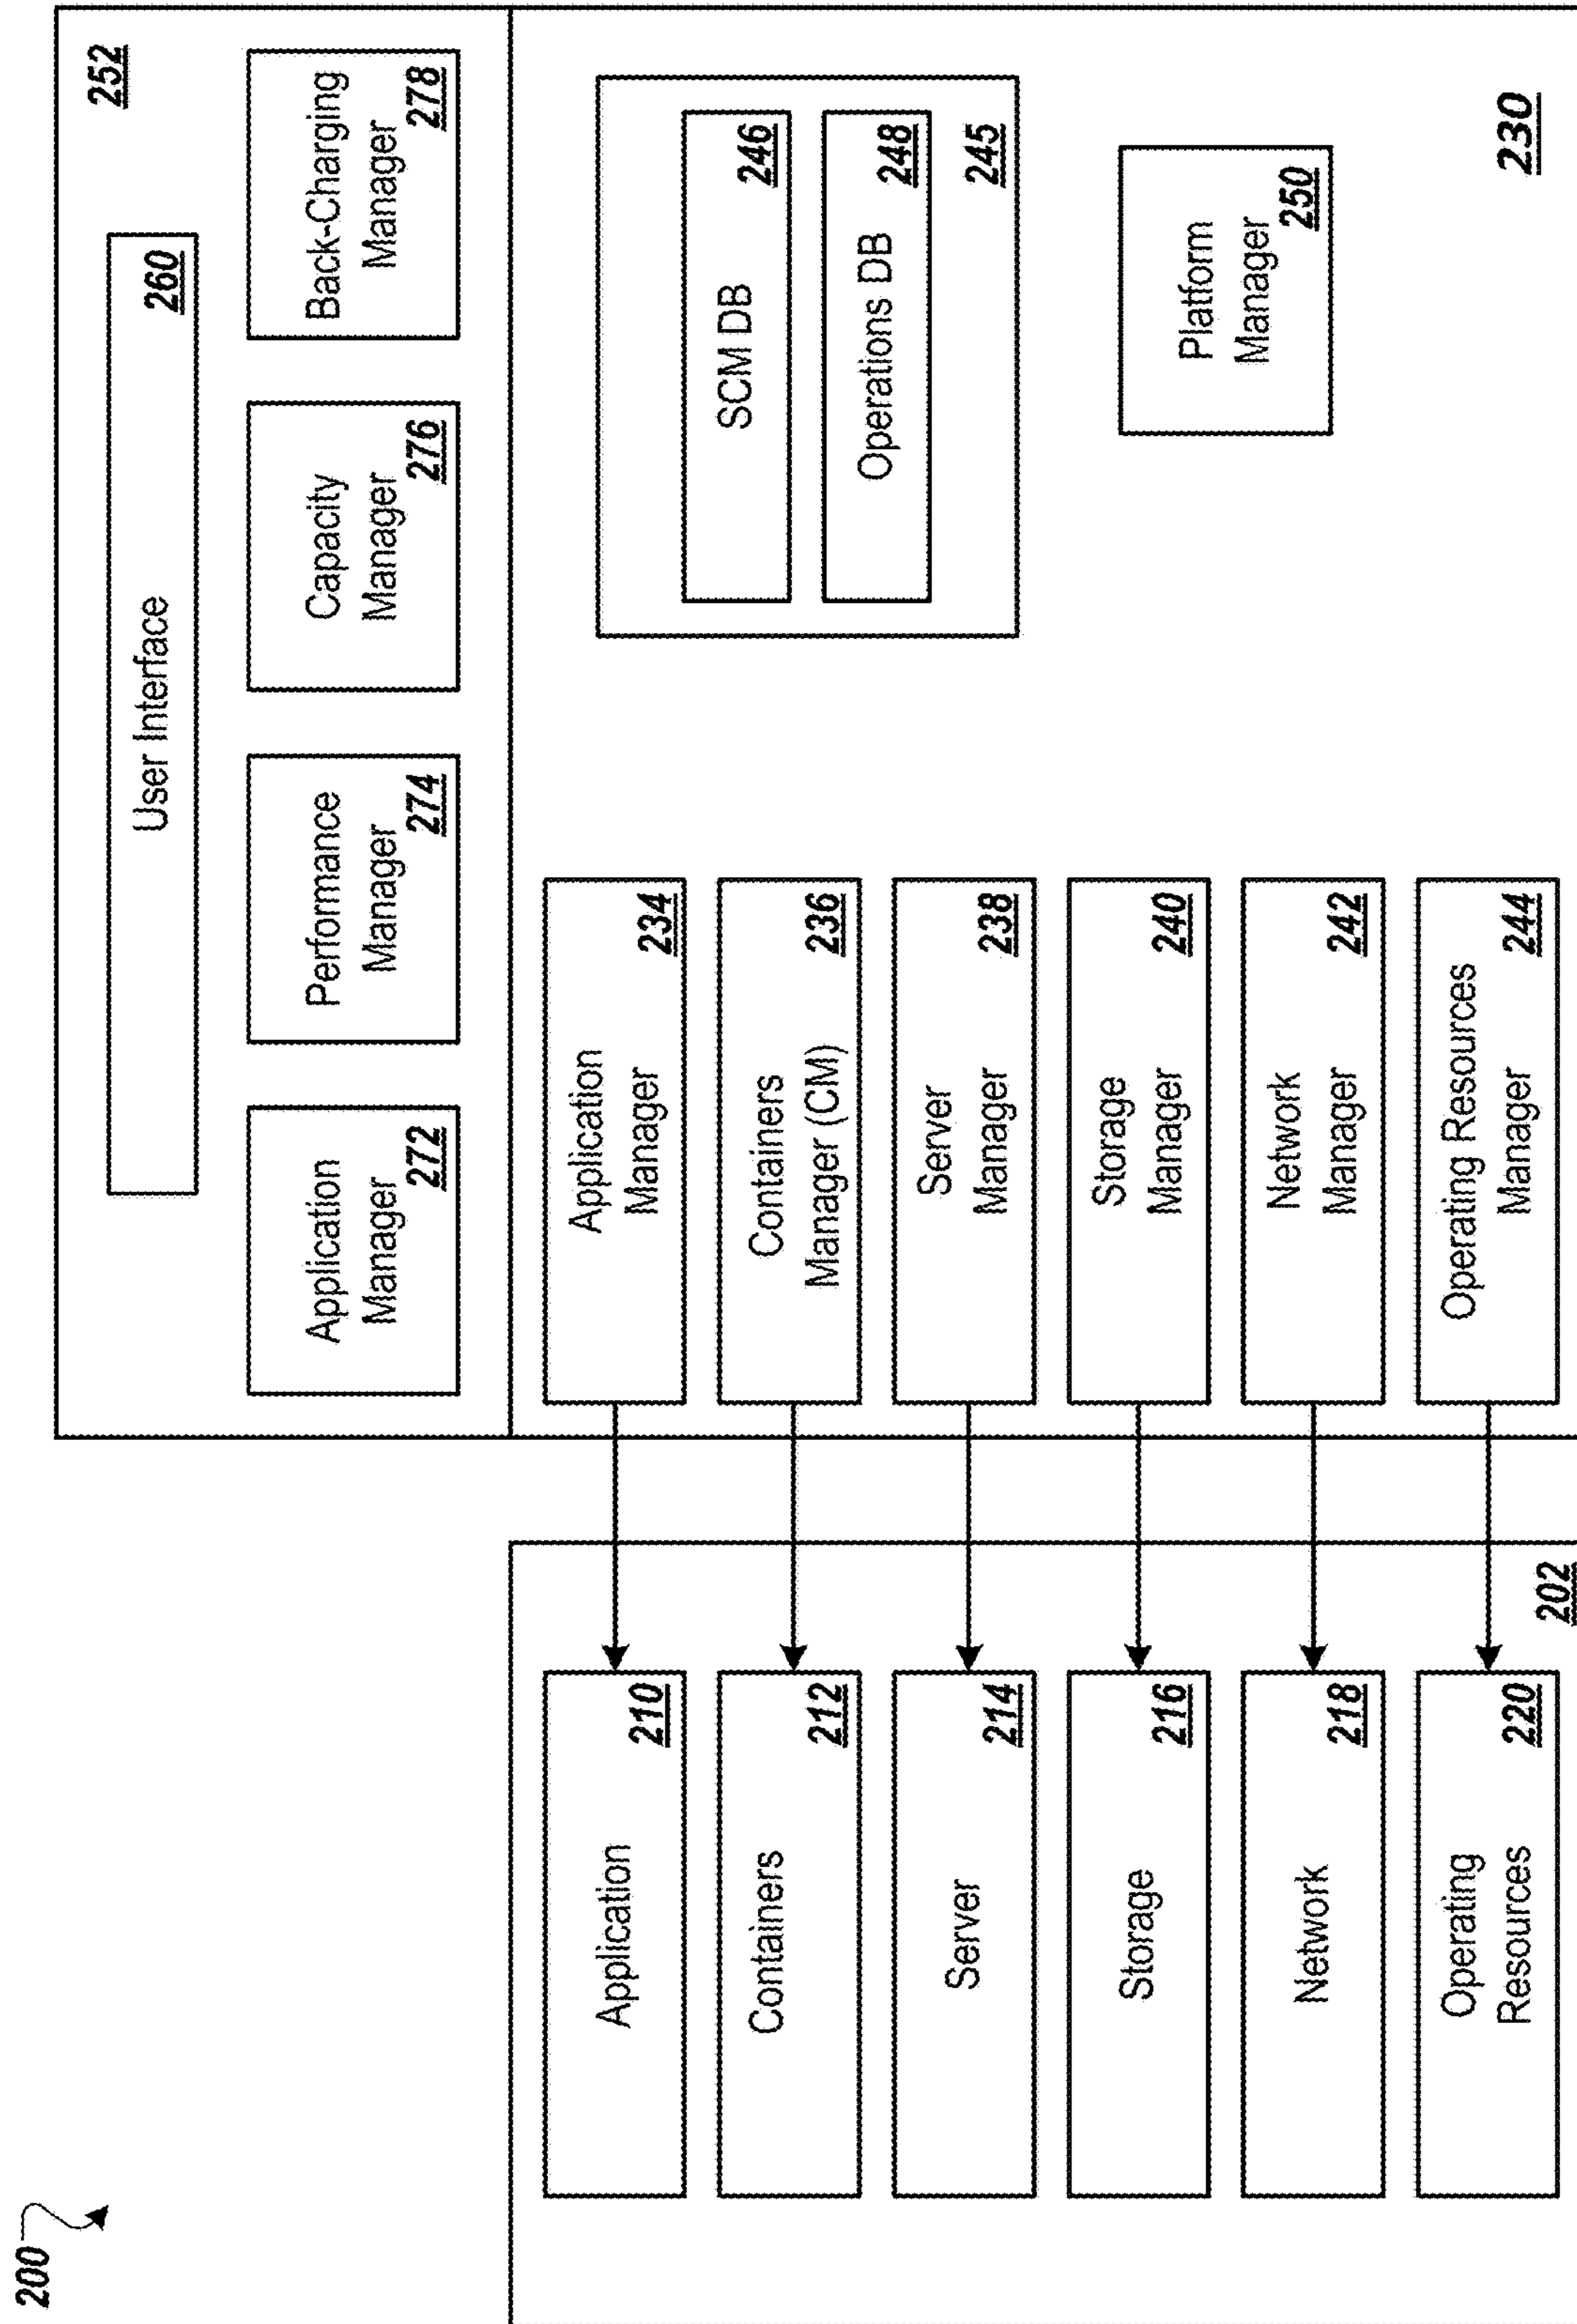 200
252
User Interface
260
Application
Manager
272
Performance
Manager
274
Capacity
Manager
276
Back-Charging
Manager
278
Application
210
Containers
212
Server
214
Storage
216
Network
218
Operating
Resources
220
202
Application
Manager
234
Containers
Manager (CM)
236
Server
Manager
238
Storage
Manager
240
Network
Manager
242
Operating Resources
Manager
244
SCM DB
246
Operations DB
248
245
Platform
Manager
250
230